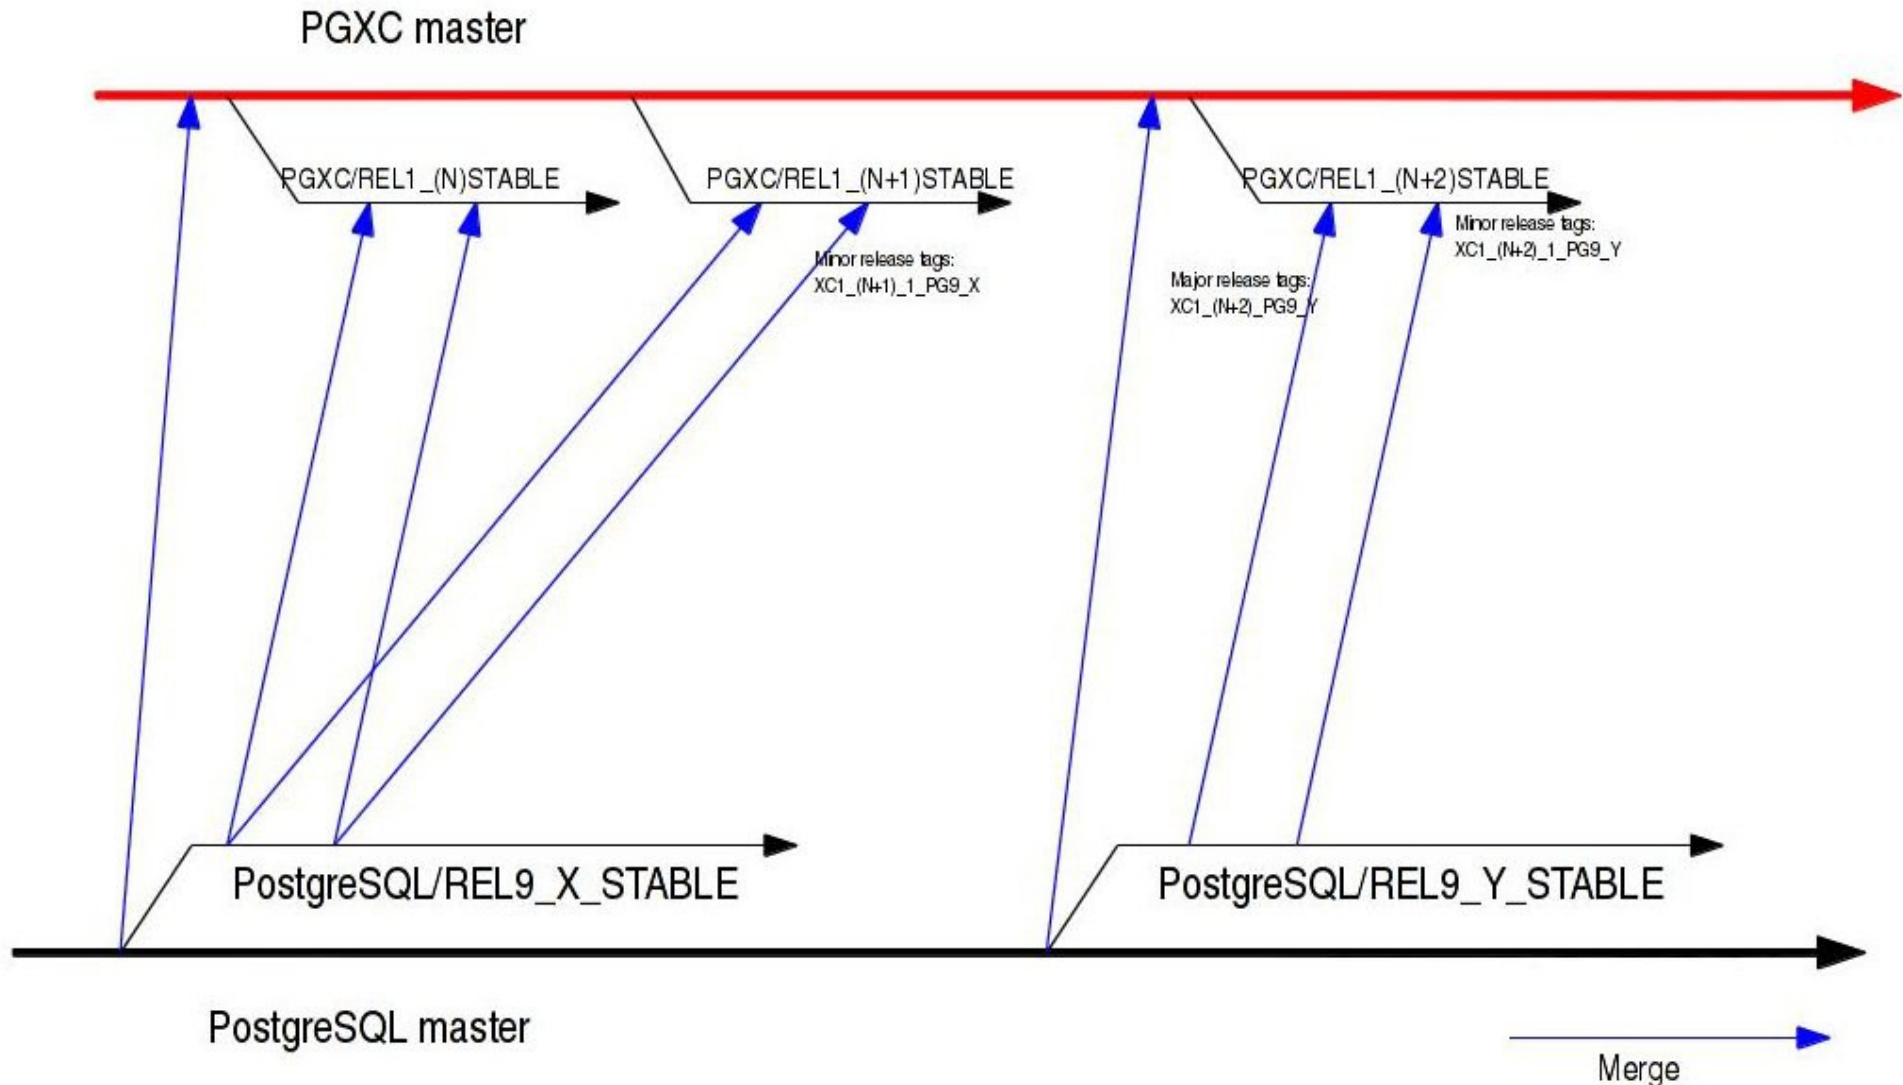 PGXC master
PGXC/REL1_(N)STABLE
PGXC/REL1_(N+1)STABLE
PGXC/REL1_(N+2)STABLE
Minor release tags:
XC1_(N+2)_1_PG9_Y
Minor release tags:
XC1_(N+1)_1_PG9_X
Major release tags:
XC1_(N+2)_PG9_Y
PostgreSQL/REL9_X_STABLE
PostgreSQL/REL9_Y_STABLE
PostgreSQL master
Merge